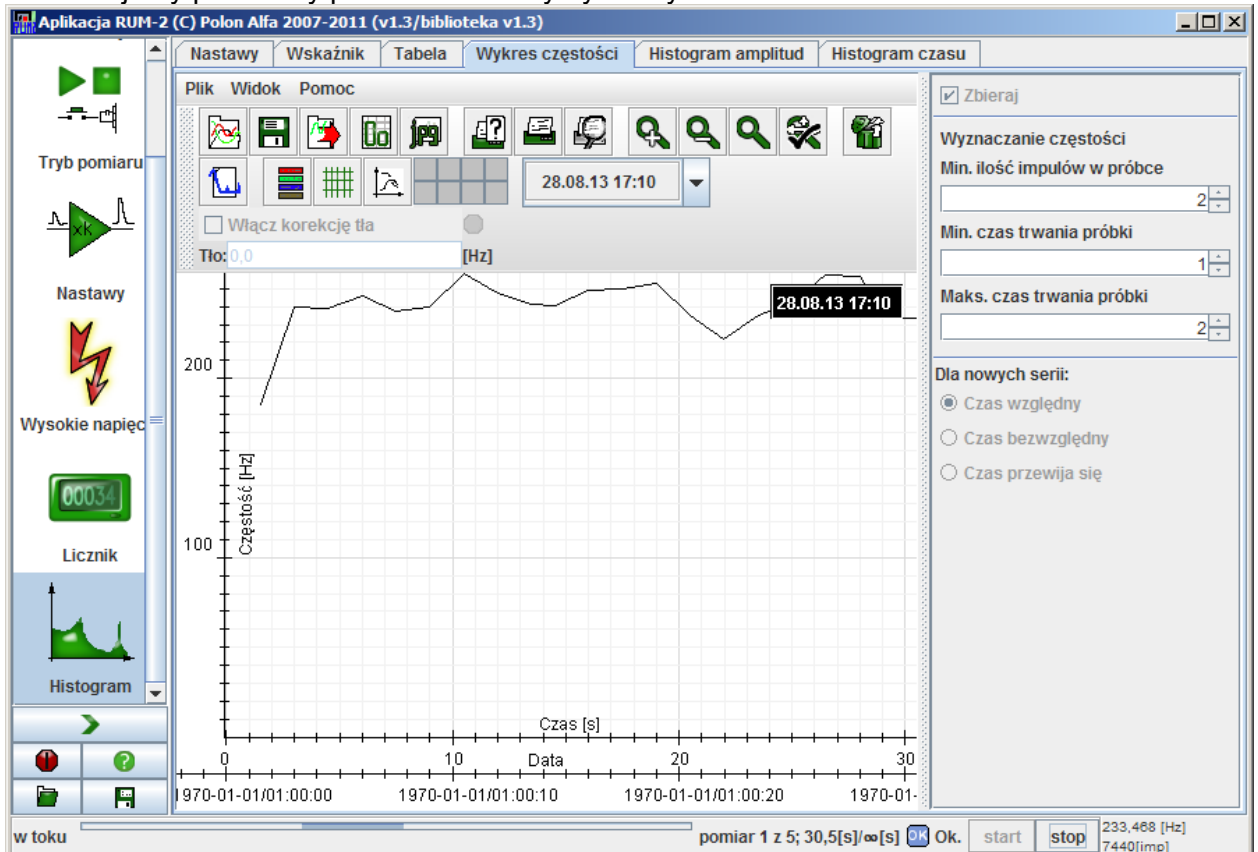 Aplikacja RUM-2 (C) Polon Alfa 2007-2011 (v1.3/biblioteka v1.3)
Nastawy Wskaźnik Tabela Wykres częstości Histogram amplitud Histogram czasu
Plik Widok Pomoc
jpg
28.08.13 17:10
Włącz korekcję tła
Tło: 0,0 [Hz]
Tryb pomiaru
xK
Nastawy
Wysokie napięc
00034
Licznik
Histogram
28.08.13 17:10
200
100
Częstość [Hz]
Czas [s]
0 10 20 30
Data
1970-01-01/01:00:00 1970-01-01/01:00:10 1970-01-01/01:00:20 1970-01-
Zbieraj
Wyznaczanie częstości
Min. ilość impulów w próbce
2
Min. czas trwania próbki
1
Maks. czas trwania próbki
2
Dla nowych serii:
Czas względny
Czas bezwzględny
Czas przewija się
w toku
pomiar 1 z 5; 30,5[s]/∞[s] OK Ok. start stop
233,468 [Hz]
7440[imp]